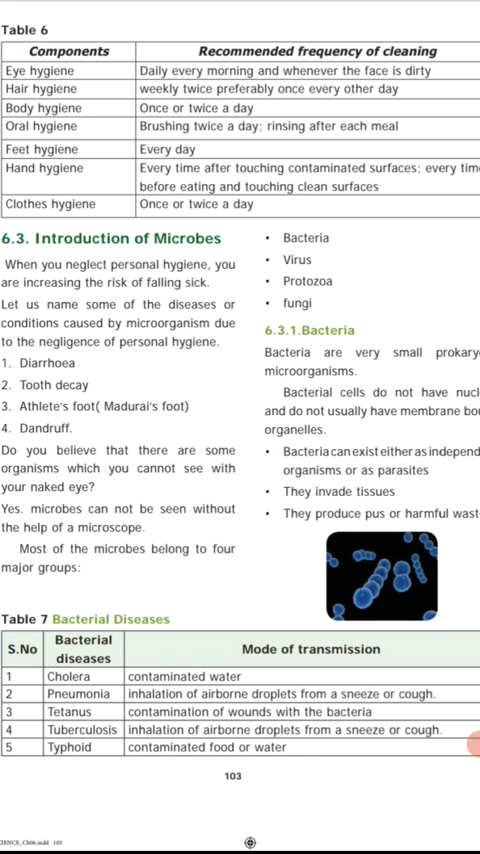 Table 6
Components Recommended frequency of cleaning
Eye hygiene Daily every morning and whenever the face is dirty
Hair hygiene weekly twice preferably once every other day
Body hygiene Once or twice a day
Oral hygiene Brushing twice a day; rinsing after each meal
Feet hygiene Every day
Hand hygiene Every time after touching contaminated surfaces; every tim
before eating and touching clean surfaces
Clothes hygiene Once or twice a day
6.3. Introduction of Microbes
When you neglect personal hygiene, you
are increasing the risk of falling sick.
Let us name some of the diseases or
conditions caused by microorganism due
to the negligence of personal hygiene.
1. Diarrhoea
2. Tooth decay
3. Athlete's foot( Madurai's foot)
4. Dandruff.
Do you believe that there are some
organisms which you cannot see with
your naked eye?
Yes. microbes can not be seen without
the help of a microscope.
Most of the microbes belong to four
major groups:
• Bacteria
• Virus
• Protozoa
• fungi
6.3.1.Bacteria
Bacteria are very small prokary
microorganisms.
Bacterial cells do not have nucl
and do not usually have membrane bou
organelles.
• Bacteria can exist either as independ
organisms or as parasites
• They invade tissues
• They produce pus or harmful wast
Table 7 Bacterial Diseases
S.No Bacterial diseases Mode of transmission
1 Cholera contaminated water
2 Pneumonia inhalation of airborne droplets from a sneeze or cough.
3 Tetanus contamination of wounds with the bacteria
4 Tuberculosis inhalation of airborne droplets from a sneeze or cough.
5 Typhoid contaminated food or water
103
IENCE_Ch06.indd 103